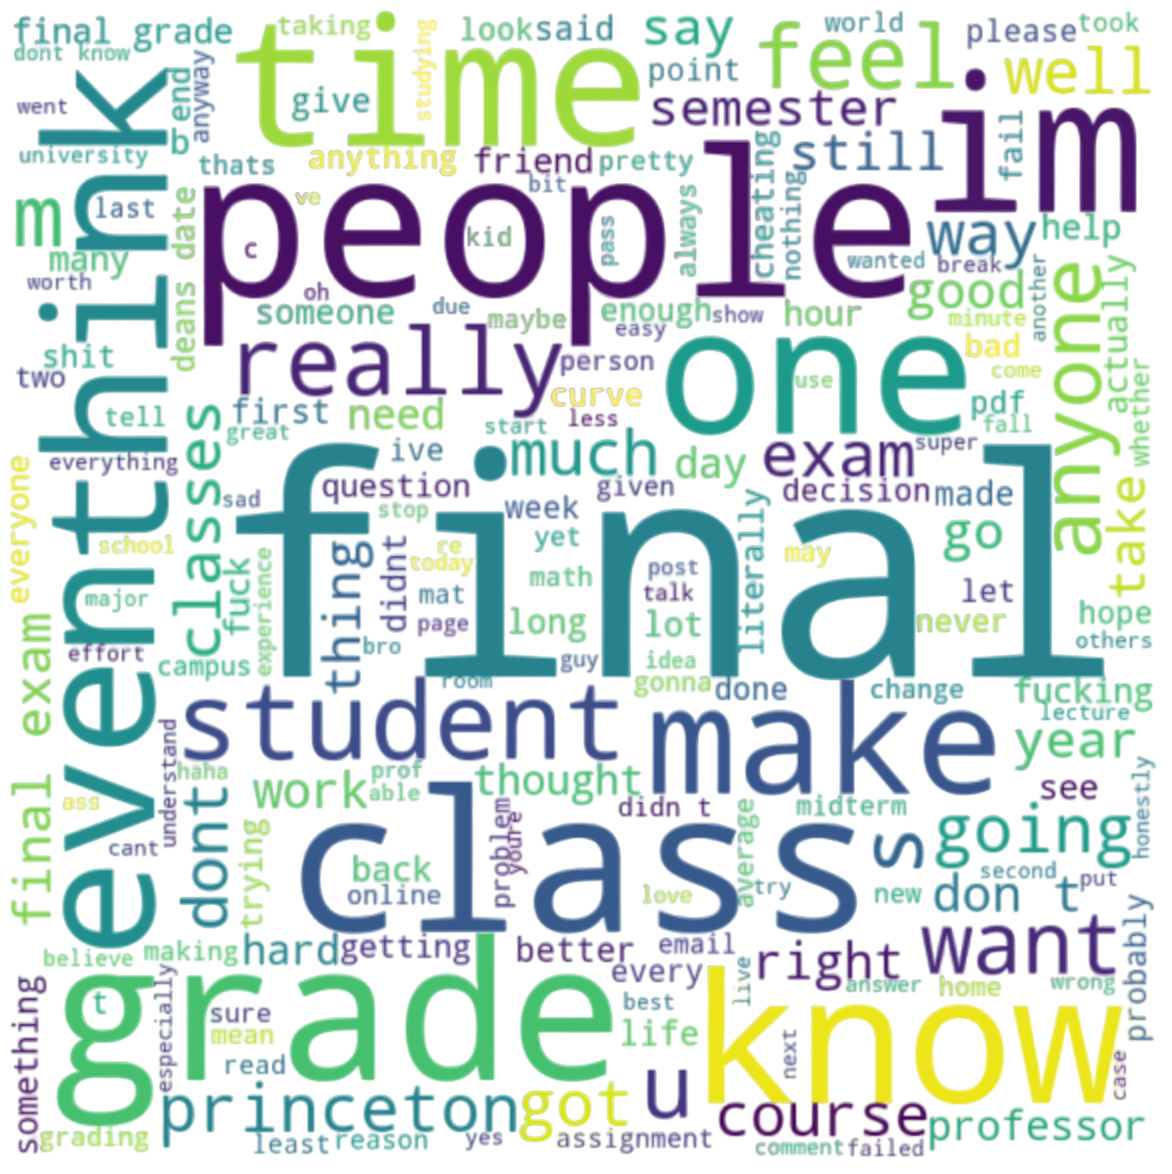 final grade
time
taking
look
said
say
feel
world
please
took
dont know
think
end
anyway
studying
give
point
well
im
went
b
semester
university
thats
anything
friend
pretty
cheating
still
fail
m
last
date
deans
ve
people
bit
pass
always
nothing
way
help
many
c
kid
wanted
break
worth
oh
due
good
another
anyone
actually
someone
maybe
enough
show
hour
minute
shit
really
easy
one
bad
two
person
use
come
curve
pdf
whether
tell
classes
first
need
less
fall
great
start
everything
ive
much
day
exam
super
everyone
even
sad
question
given
decision
made
take
final
stop
week
literally
go
school
thing
didnt
re
yet
may
today
post
fuck
experience
math
major
mat
talk
let
hope
page
long
lot
never
others
effort
bro
campus
guy
idea
final exam
room
gonna
done
change
fucking
student
make
lecture
understand
year
haha
prof
thought
ass
work
able
didn t
midterm
see
honestly
dont
class
problem
youre
average
s
going
cant
trying
back
second
online
love
try
new
don t
put
probably
believe
making
hard
getting
better
email
right
want
something
grade
t
especially
every
live
answer
home
wrong
know
sure
best
mean
life
next
case
read
u
princeton
got
course
professor
grading
least
reason
yes
assignment
comment
failed